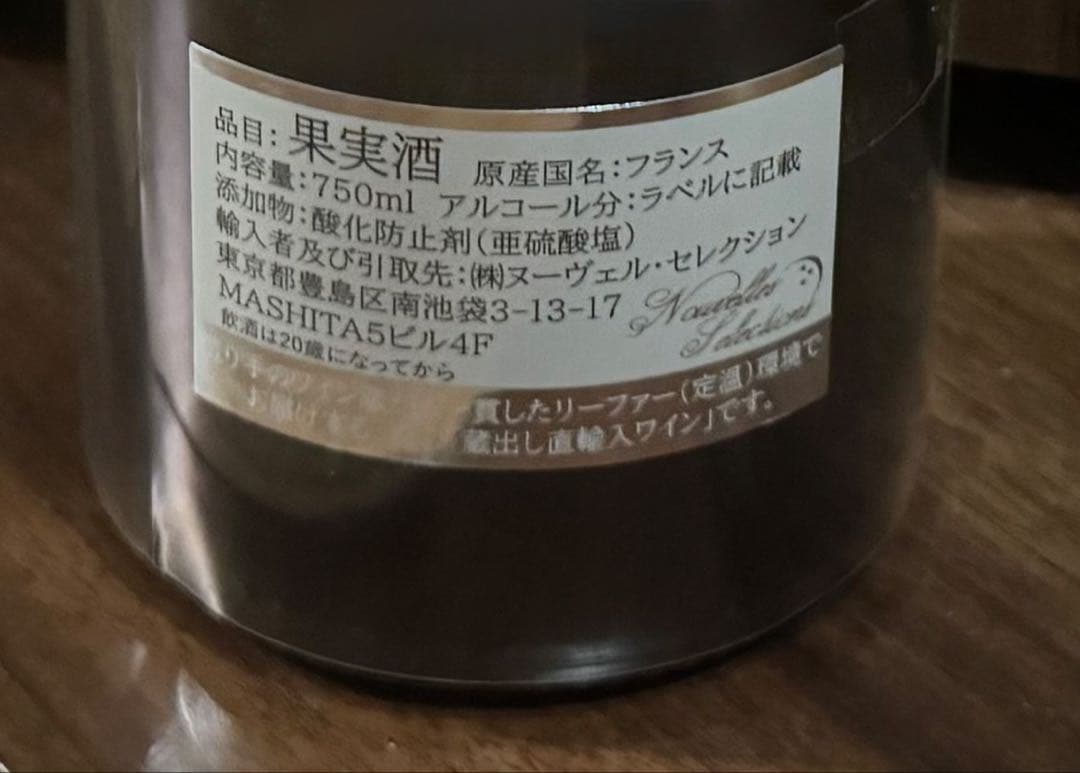 品目:果実酒 原産国名:フランス
内容量:750ml アルコール分:ラベルに記載
添加物:酸化防止剤(亜硫酸塩)
輸入者及び引取先:㈱ヌーヴェル・セレクション
東京都豊島区南池袋3-13-17
MASHITA5ビル4F
Nouvelles
Selections
飲酒は20歳になってから
貫したリーファー(定温)環境で
お届け
蔵出し直輸入ワイン」です。